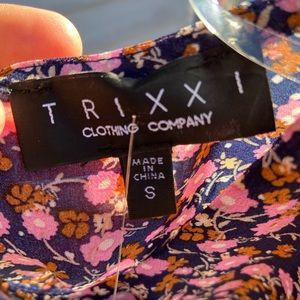 TRIXXI
CLOTHING COMPANY
MADE IN
CHINA
S